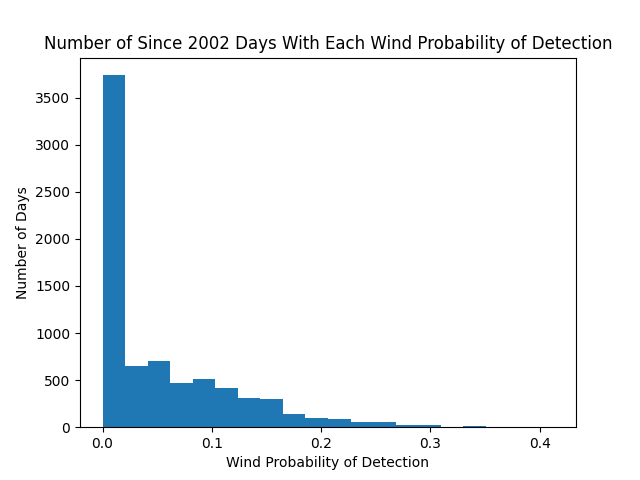 Number of Since 2002 Days With Each Wind Probability of Detection
3500
3000
2500
2000
1500
1000
500
0
Number of Days
0.0 0.1 0.2 0.3 0.4
Wind Probability of Detection